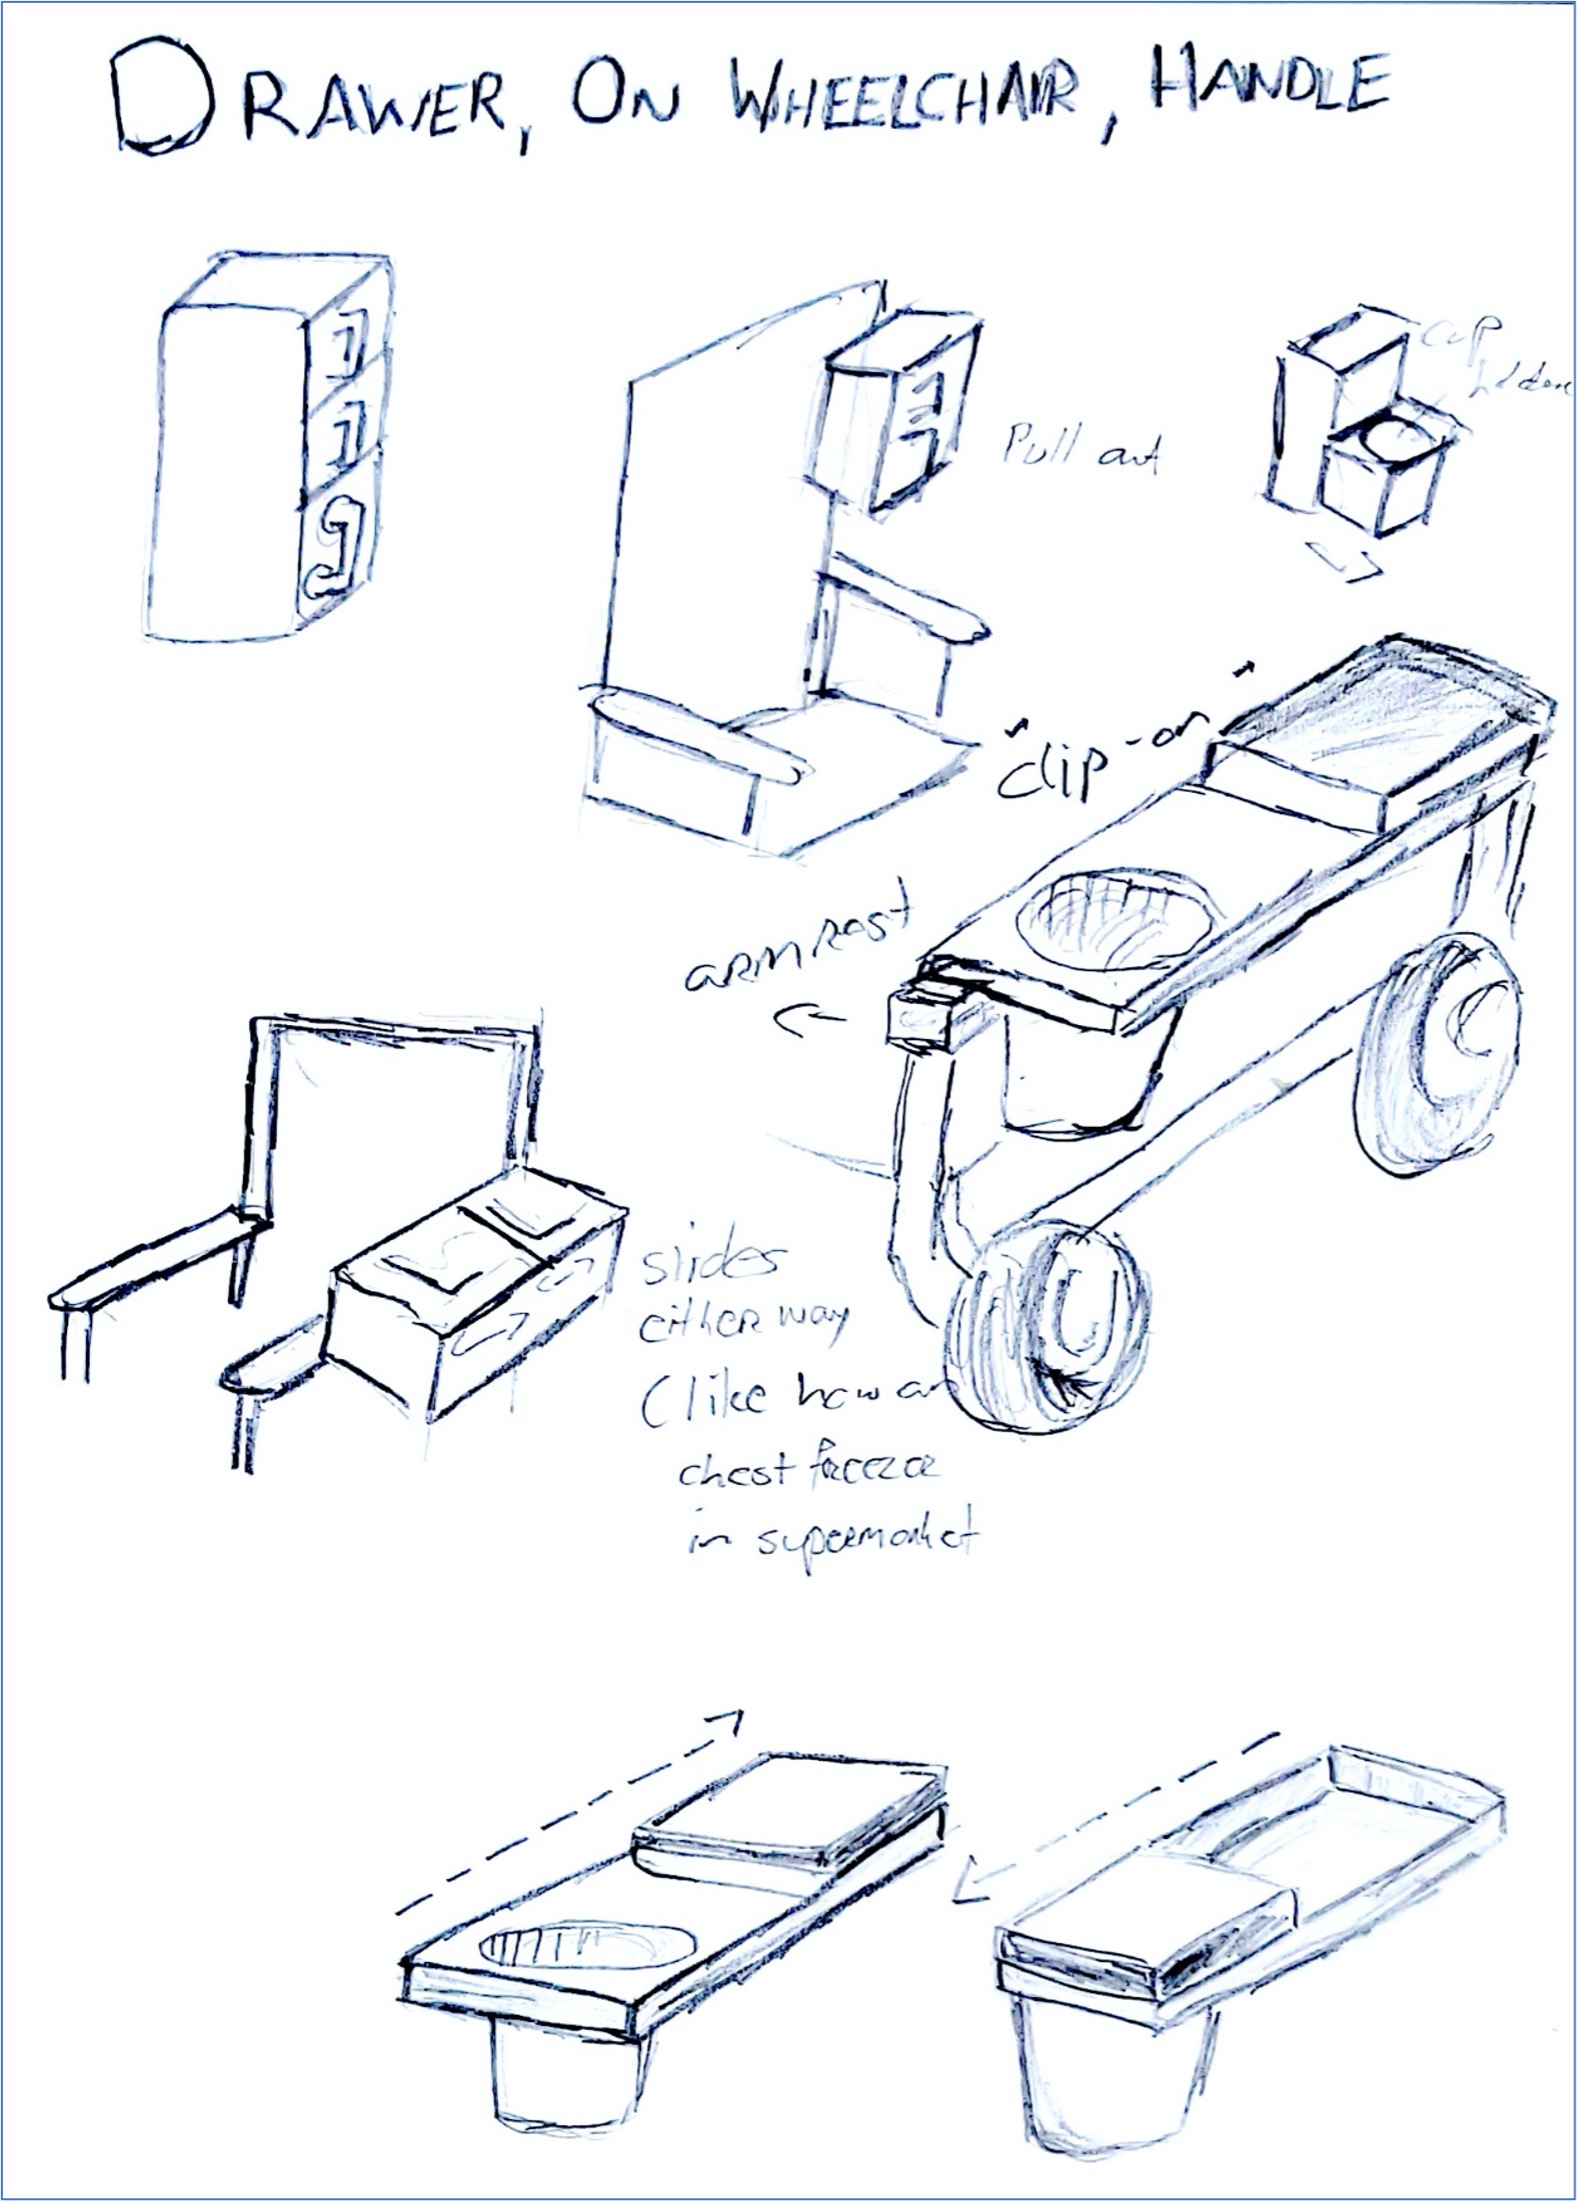 DRAWER, ON WHEELCHAIR, HANDLE
cup
holder
Pull out
"clip-on"
armrest
slides
either way
(like how an
chest freezer
in supermarket